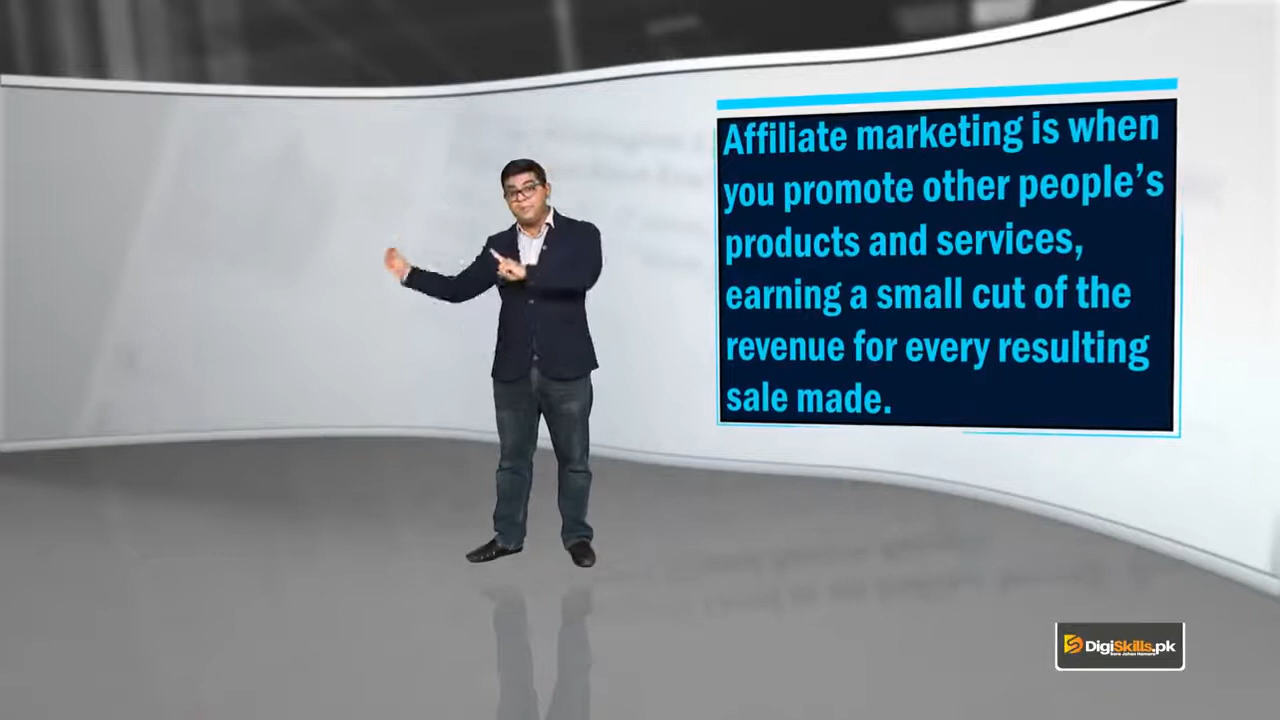 Affiliate marketing is when
you promote other people's
products and services,
earning a small cut of the
revenue for every resulting
sale made.
DigiSkills.pk